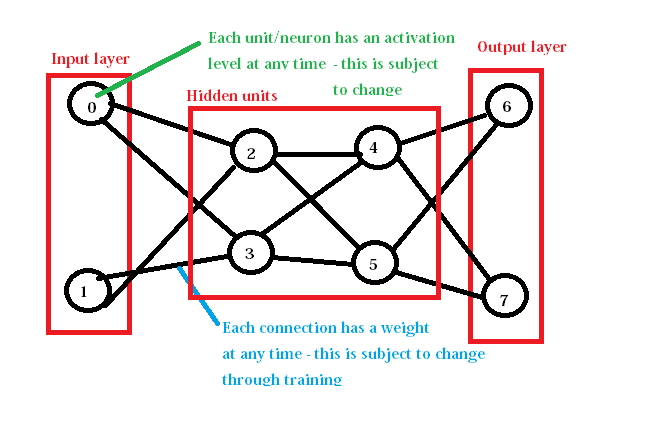 Each unit/neuron has an activation
level at any time - this is subject
to change
Input layer
Output layer
Hidden units
0
6
2
4
3
5
1
7
Each connection has a weight
at any time - this is subject to change
through training